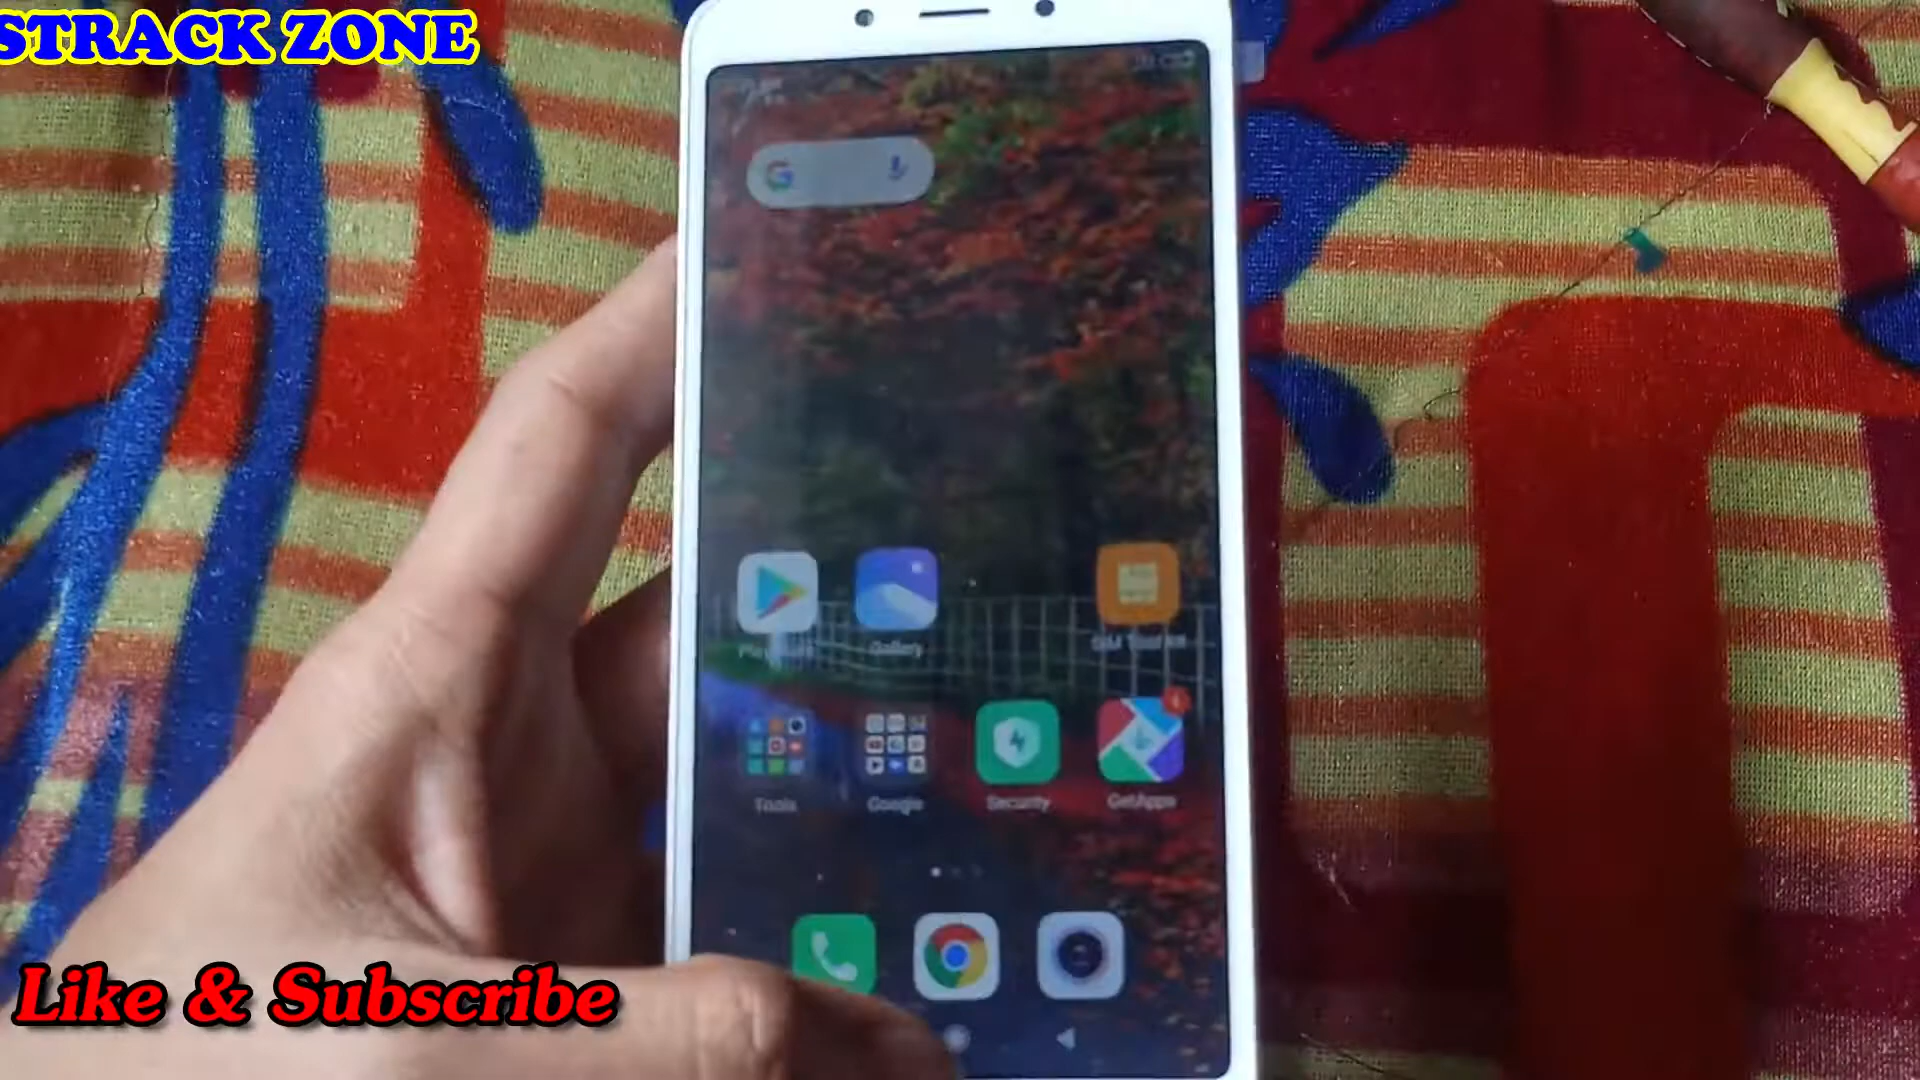 STRACK ZONE
Gallery
Tools
Google
Security
GetApps
Like & Subscribe